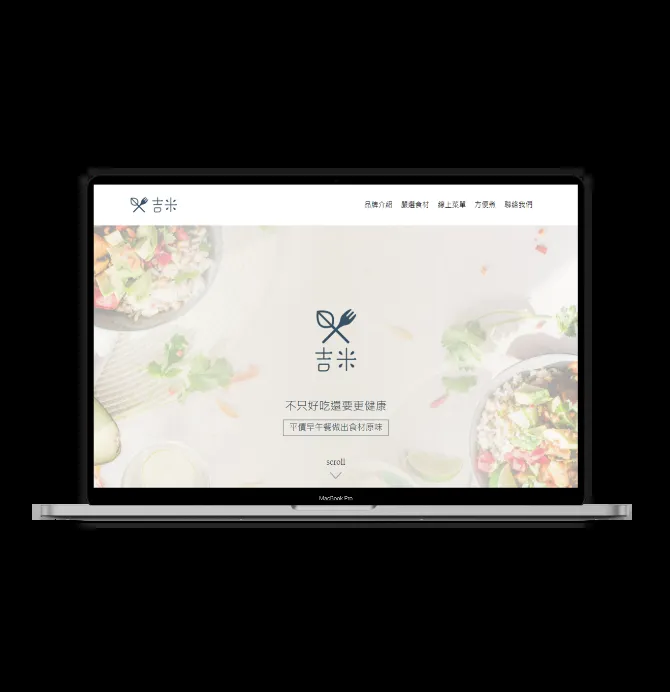 吉米
品牌介紹 嚴選食材 線上菜單 方便煮 聯絡我們
吉米
不只好吃還要更健康
平價早午餐做出食材原味
scroll
MacBook Pro